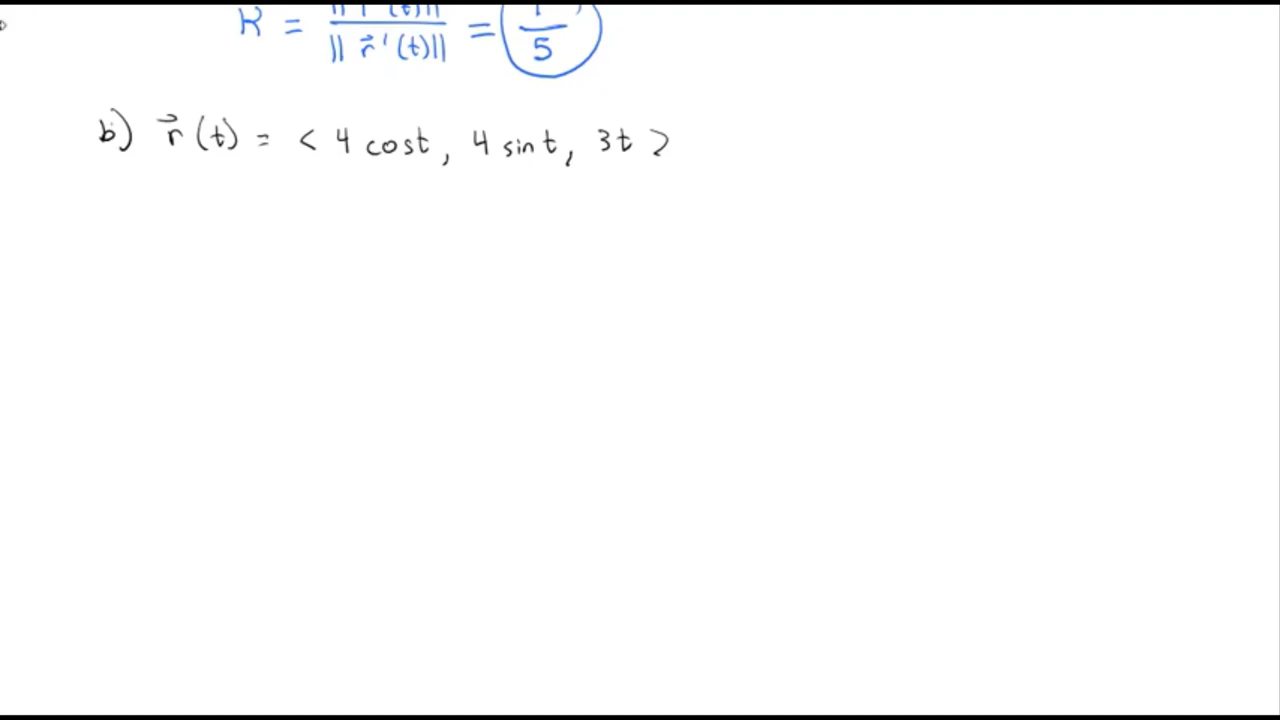 K = ||T'(t)|| / ||r⃗'(t)|| = 1/5
b) r⃗(t) = < 4 cost, 4 sint, 3t >